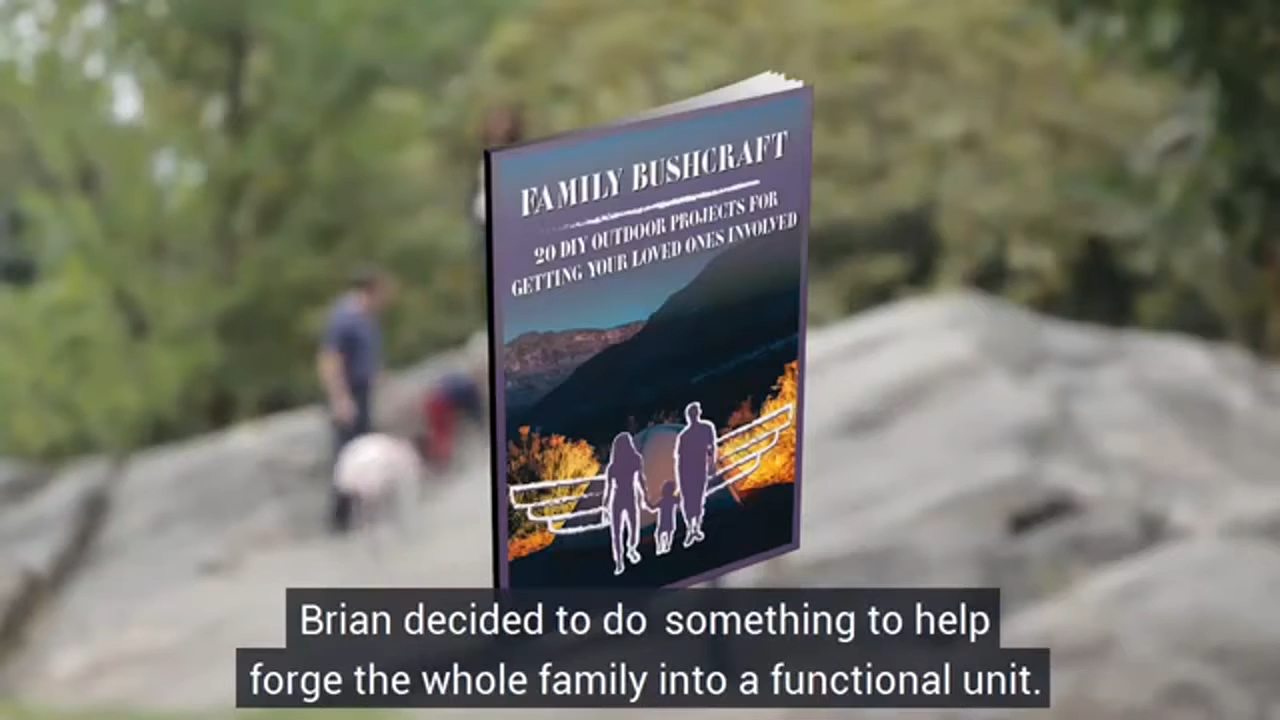 FAMILY BUSHCRAFT
20 DIY OUTDOOR PROJECTS FOR
GETTING YOUR LOVED ONES INVOLVED
Brian decided to do something to help
forge the whole family into a functional unit.